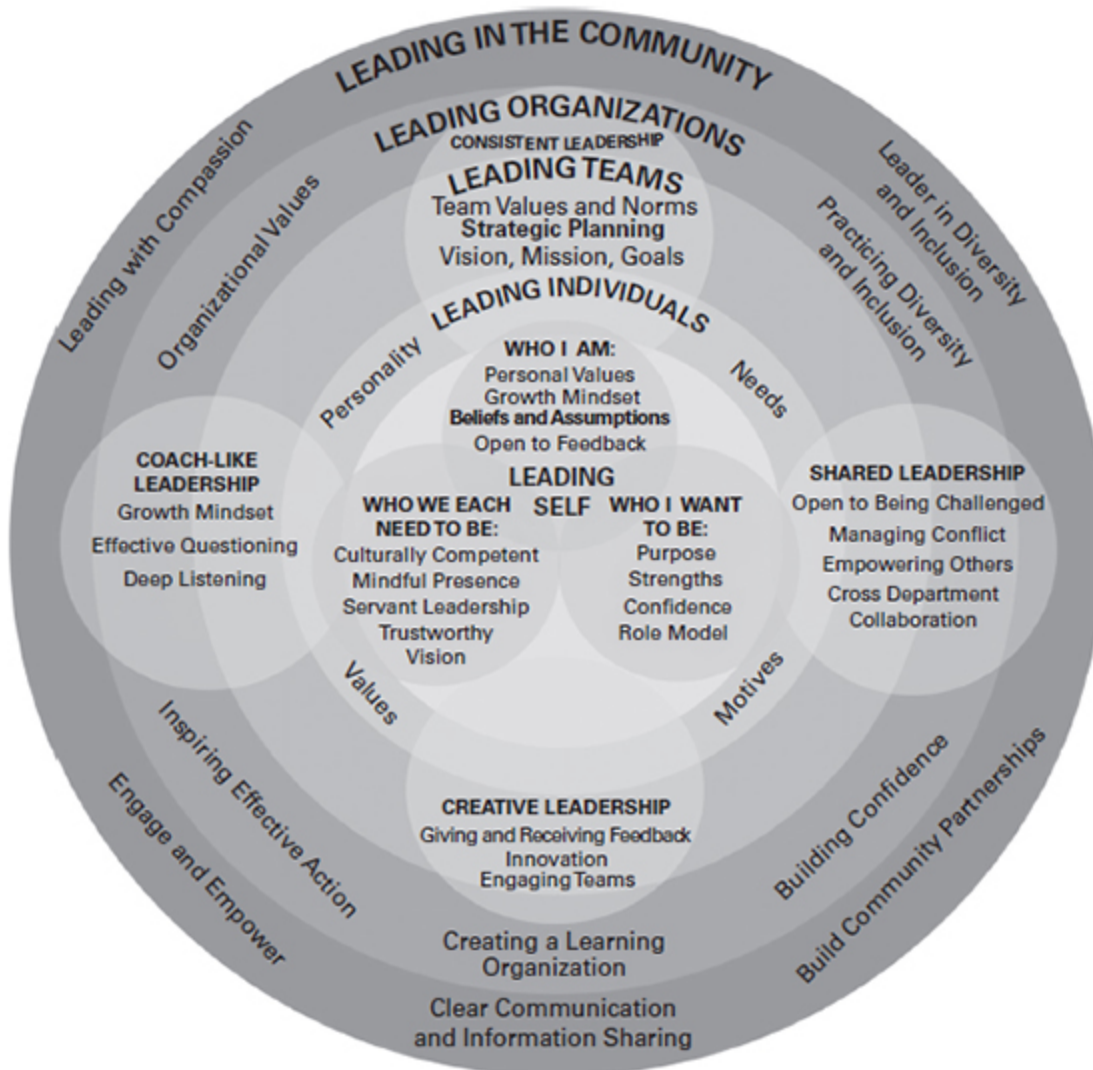 LEADING IN THE COMMUNITY
LEADING ORGANIZATIONS
CONSISTENT LEADERSHIP
LEADING TEAMS
Team Values and Norms
Strategic Planning
Vision, Mission, Goals
Leading with Compassion
Organizational Values
Leader in Diversity
and Inclusion
Practicing Diversity
and Inclusion
LEADING INDIVIDUALS
Personality
Needs
WHO I AM:
Personal Values
Growth Mindset
Beliefs and Assumptions
Open to Feedback
LEADING
SELF
COACH-LIKE
LEADERSHIP
Growth Mindset
Effective Questioning
Deep Listening
WHO WE EACH
NEED TO BE:
Culturally Competent
Mindful Presence
Servant Leadership
Trustworthy
Vision
WHO I WANT
TO BE:
Purpose
Strengths
Confidence
Role Model
SHARED LEADERSHIP
Open to Being Challenged
Managing Conflict
Empowering Others
Cross Department
Collaboration
Values
Motives
CREATIVE LEADERSHIP
Giving and Receiving Feedback
Innovation
Engaging Teams
Inspiring Effective Action
Engage and Empower
Building Confidence
Build Community Partnerships
Creating a Learning
Organization
Clear Communication
and Information Sharing